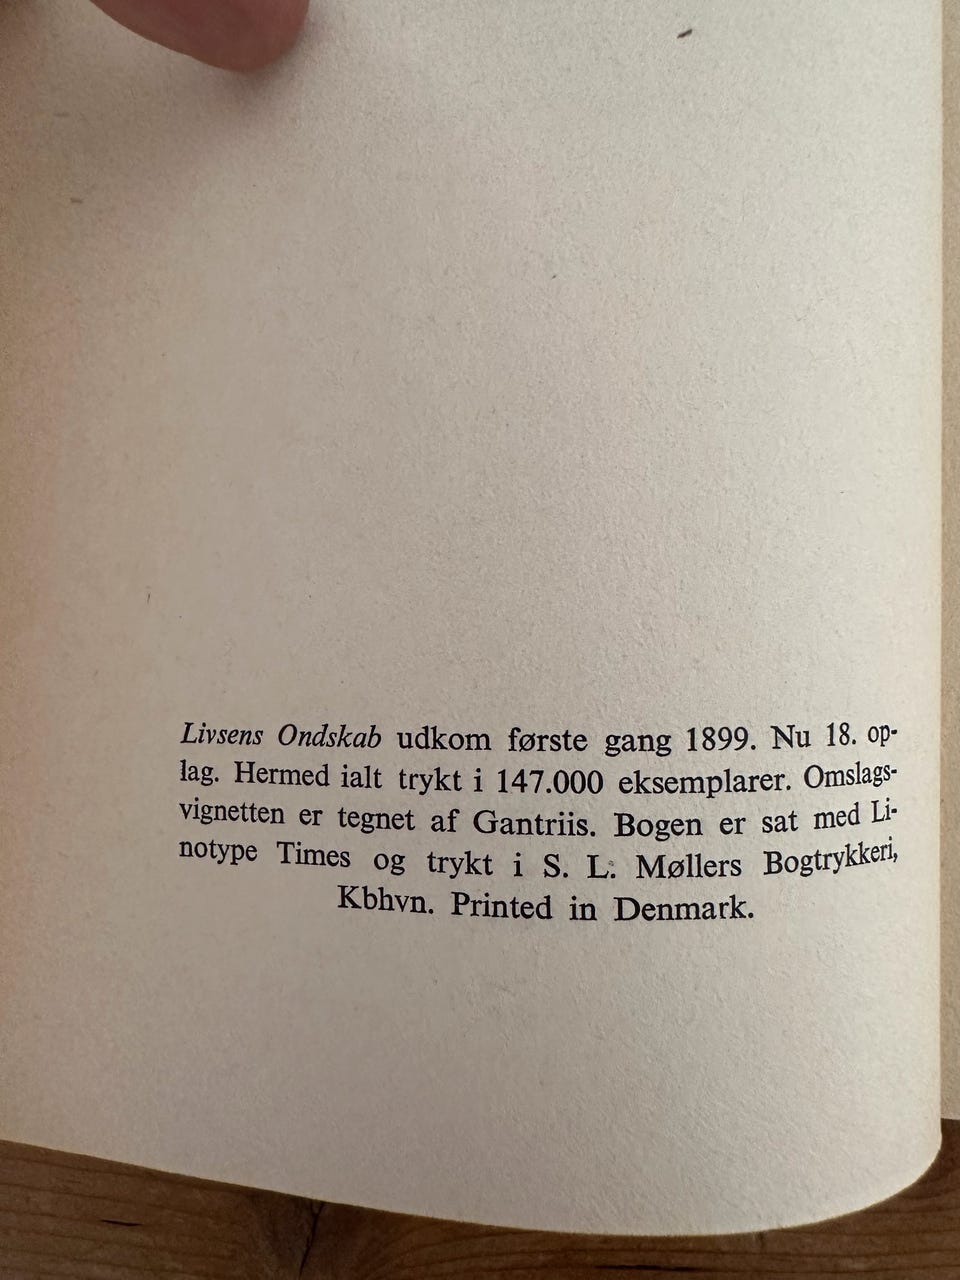 Livsens Ondskab udkom første gang 1899. Nu 18. op-
lag. Hermed ialt trykt i 147.000 eksemplarer. Omslags-
vignetten er tegnet af Gantriis. Bogen er sat med Li-
notype Times og trykt i S. L. Møllers Bogtrykkeri,
Kbhvn. Printed in Denmark.